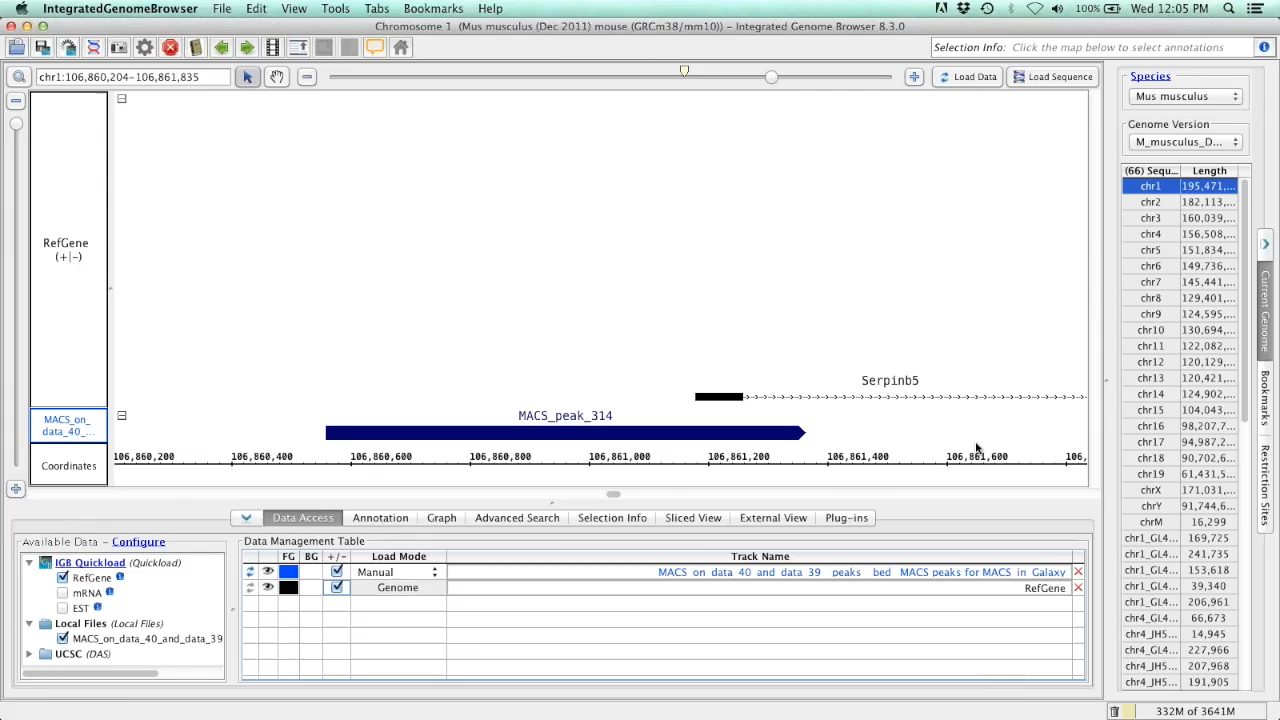 IntegratedGenomeBrowser File Edit View Tools Tabs Bookmarks Help 100% Wed 12:05 PM
Chromosome 1 (Mus musculus (Dec 2011) mouse (GRCm38/mm10)) - Integrated Genome Browser 8.3.0
Selection Info: Click the map below to select annotations
chr1:106,860,204-106,861,835
Load Data
Load Sequence
RefGene
(+|-)
Serpinb5
MACS_on_
data_40_...
MACS_peak_314
Coordinates
106,860,200 106,860,400 106,860,600 106,860,800 106,861,000 106,861,200 106,861,400 106,861,600 106,
Species
Mus musculus
Genome Version
M_musculus_D...
(66) Sequ... Length
chr1 195,471,...
chr2 182,113,...
chr3 160,039,...
chr4 156,508,...
chr5 151,834,...
chr6 149,736,...
chr7 145,441,...
chr8 129,401,...
chr9 124,595,...
chr10 130,694,...
chr11 122,082,...
chr12 120,129,...
chr13 120,421,...
chr14 124,902,...
chr15 104,043,...
chr16 98,207,7...
chr17 94,987,2...
chr18 90,702,6...
chr19 61,431,5...
chrX 171,031,...
chrY 91,744,6...
chrM 16,299
chr1_GL4... 169,725
chr1_GL4... 241,735
chr1_GL4... 153,618
chr1_GL4... 39,340
chr1_GL4... 206,961
chr4_GL4... 66,673
chr4_JH5... 14,945
chr4_GL4... 227,966
chr4_JH5... 207,968
chr4_JH5... 191,905
Current Genome
Bookmarks
Restriction Sites
Data Access Annotation Graph Advanced Search Selection Info Sliced View External View Plug-ins
Available Data - Configure
IGB Quickload (Quickload)
RefGene
mRNA
EST
Local Files (Local Files)
MACS_on_data_40_and_data_39
UCSC (DAS)
Data Management Table
FG BG +/- Load Mode Track Name
Manual MACS on data 40 and data 39 peaks bed MACS peaks for MACS in Galaxy
Genome RefGene
332M of 3641M